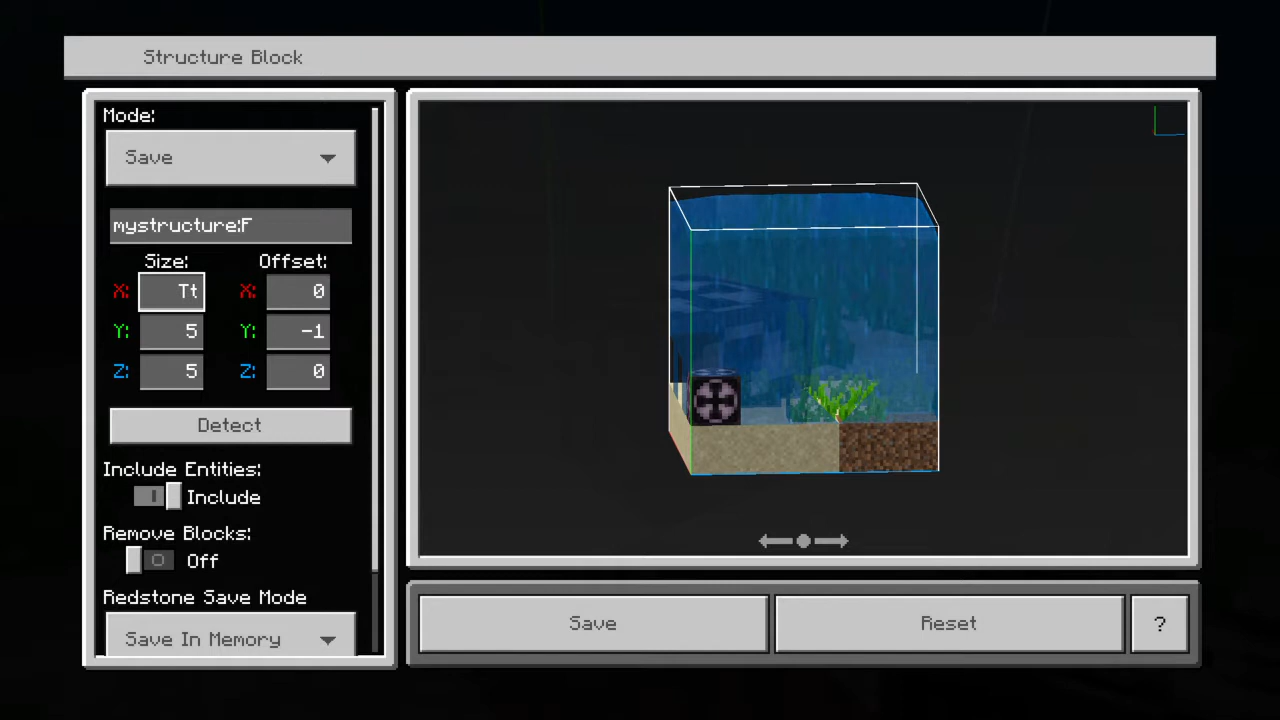 Structure Block
Mode:
Save
mystructure:F
Size: Offset:
X: Tt X: 0
Y: 5 Y: -1
Z: 5 Z: 0
Detect
Include Entities:
Include
Remove Blocks:
Off
Redstone Save Mode
Save In Memory
Save Reset ?